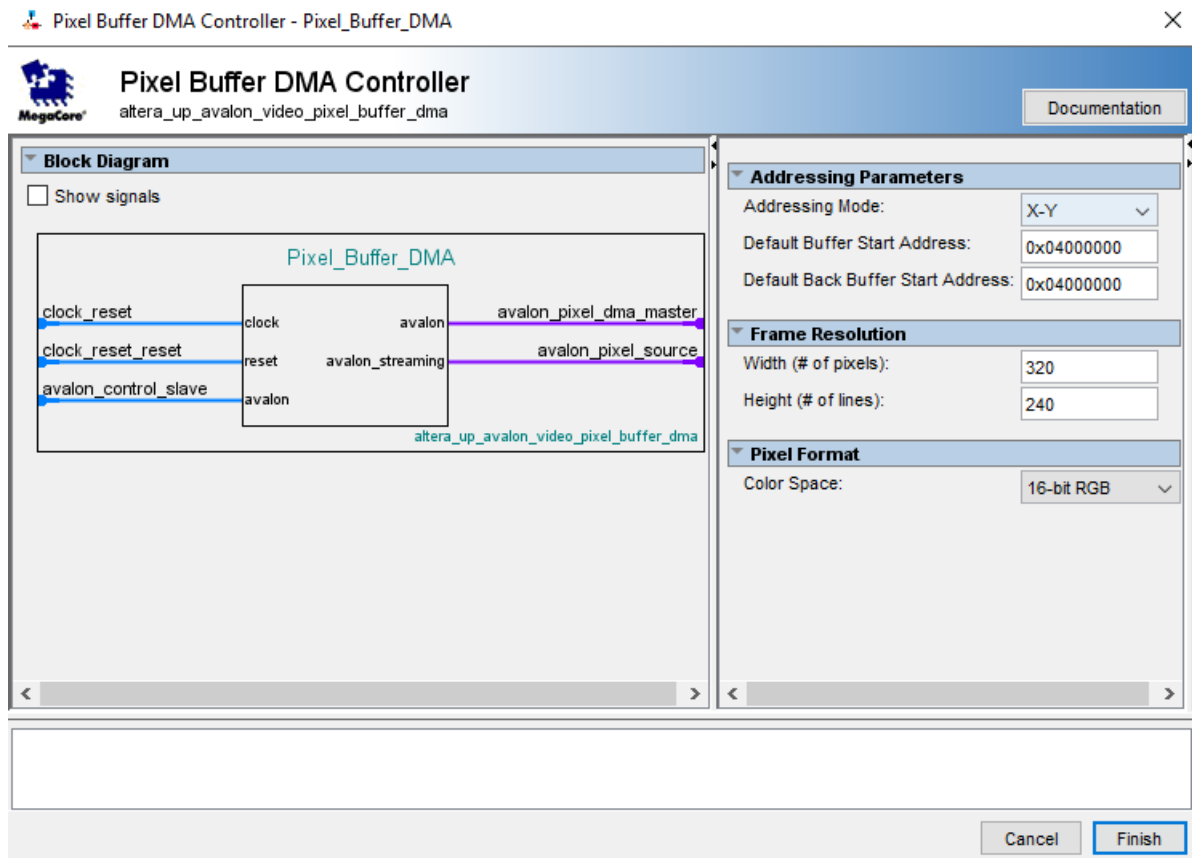 Pixel Buffer DMA Controller - Pixel_Buffer_DMA
MegaCore®
Pixel Buffer DMA Controller
altera_up_avalon_video_pixel_buffer_dma
Documentation
Block Diagram
Show signals
Pixel_Buffer_DMA
clock_reset
clock
avalon
avalon_pixel_dma_master
clock_reset_reset
reset
avalon_streaming
avalon_pixel_source
avalon_control_slave
avalon
altera_up_avalon_video_pixel_buffer_dma
Addressing Parameters
Addressing Mode: X-Y
Default Buffer Start Address: 0x04000000
Default Back Buffer Start Address: 0x04000000
Frame Resolution
Width (# of pixels): 320
Height (# of lines): 240
Pixel Format
Color Space: 16-bit RGB
Cancel
Finish